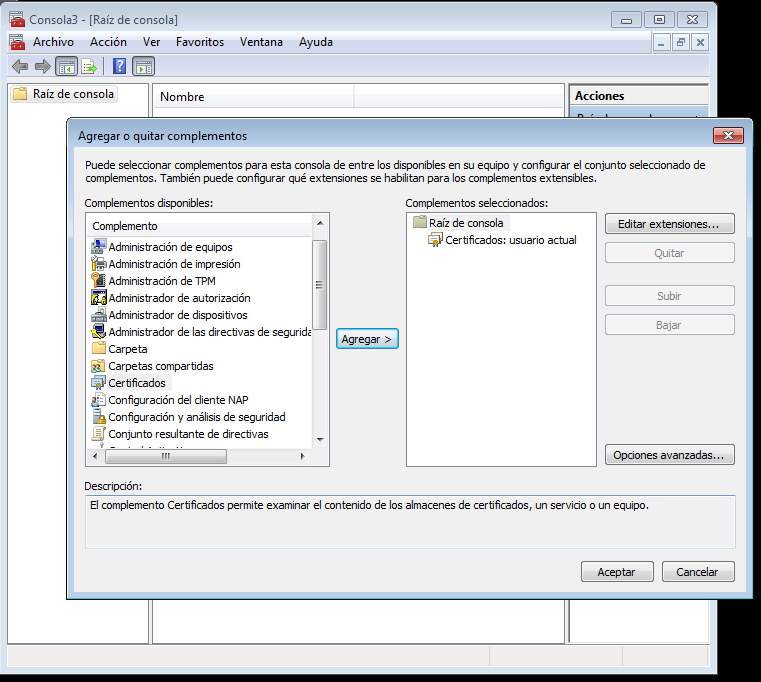 Consola3 - [Raíz de consola]
Archivo Acción Ver Favoritos Ventana Ayuda
Raíz de consola
Nombre
Acciones
Agregar o quitar complementos
Puede seleccionar complementos para esta consola de entre los disponibles en su equipo y configurar el conjunto seleccionado de
complementos. También puede configurar qué extensiones se habilitan para los complementos extensibles.
Complementos disponibles:
Complemento
Administración de equipos
Administración de impresión
Administración de TPM
Administrador de autorización
Administrador de dispositivos
Administrador de las directivas de segurida
Carpeta
Carpetas compartidas
Certificados
Configuración del cliente NAP
Configuración y análisis de seguridad
Conjunto resultante de directivas
Agregar >
Complementos seleccionados:
Raíz de consola
Certificados: usuario actual
Editar extensiones...
Quitar
Subir
Bajar
Opciones avanzadas...
Descripción:
El complemento Certificados permite examinar el contenido de los almacenes de certificados, un servicio o un equipo.
Aceptar
Cancelar